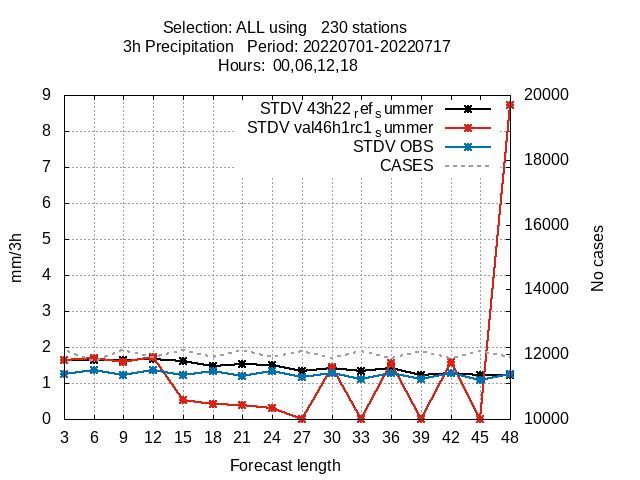 Selection: ALL using   230 stations
3h Precipitation   Period: 20220701-20220717
Hours:  00,06,12,18
STDV 43h22refsummer
STDV val46h1rc1summer
STDV OBS
CASES
9
8
7
6
5
4
3
2
1
0
mm/3h
20000
18000
16000
14000
12000
10000
No cases
3 6 9 12 15 18 21 24 27 30 33 36 39 42 45 48
Forecast length